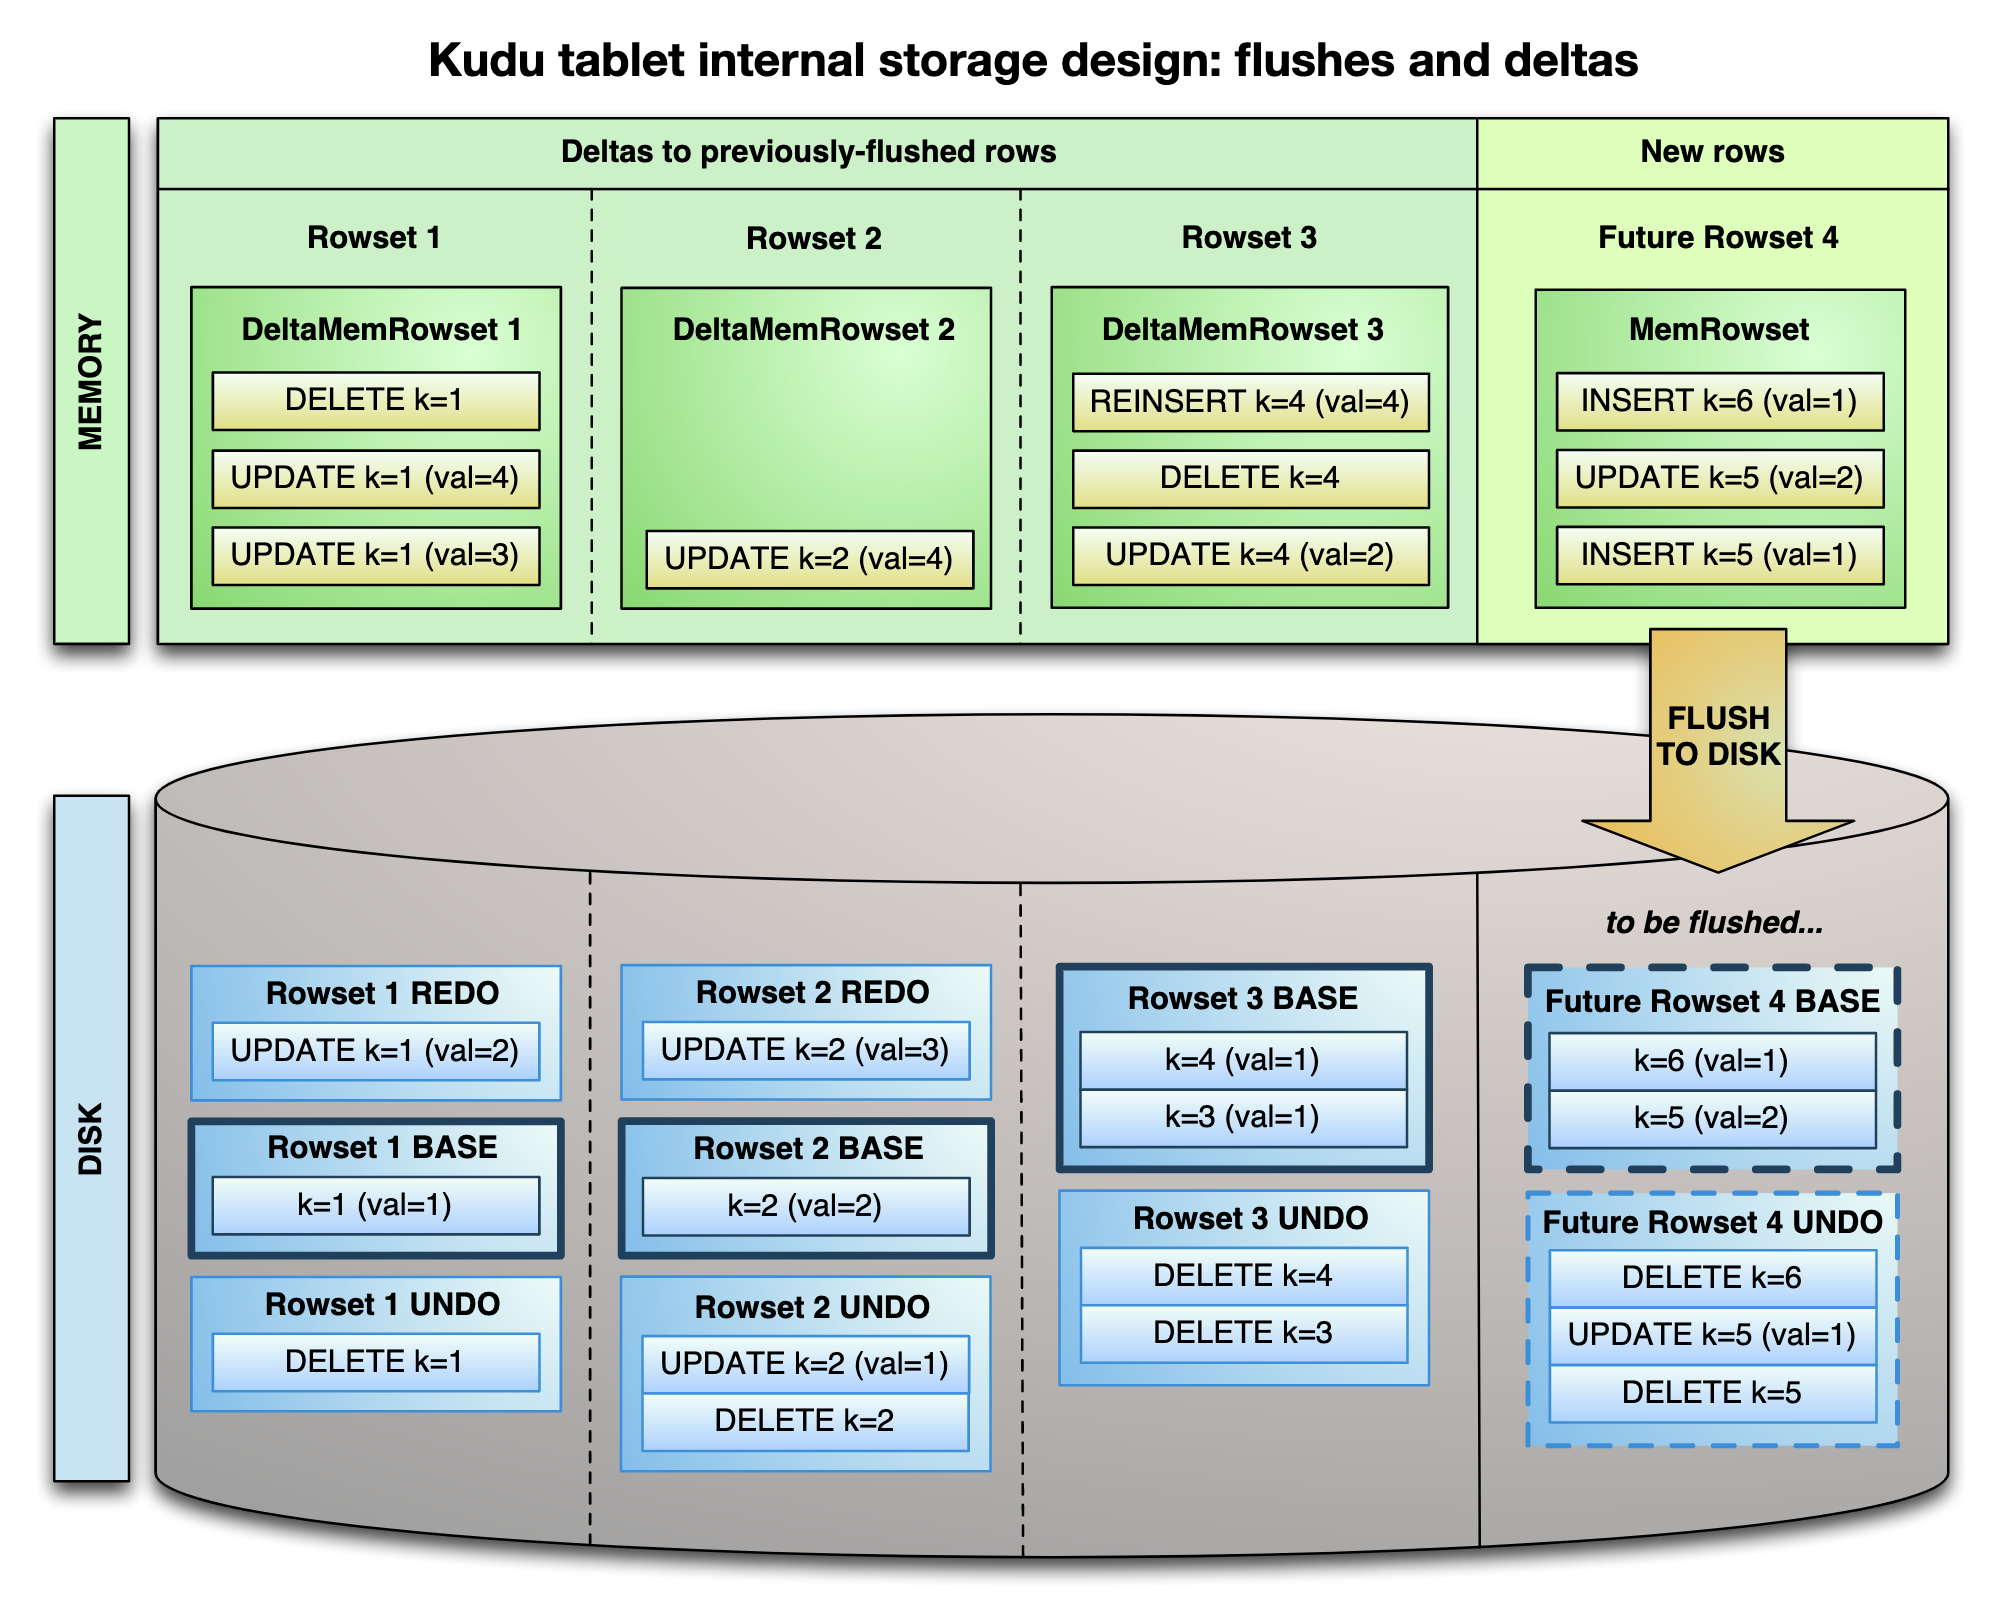 Kudu tablet internal storage design: flushes and deltas
MEMORY
Deltas to previously-flushed rows
New rows
Rowset 1
Rowset 2
Rowset 3
Future Rowset 4
DeltaMemRowset 1
DELETE k=1
UPDATE k=1 (val=4)
UPDATE k=1 (val=3)
DeltaMemRowset 2
UPDATE k=2 (val=4)
DeltaMemRowset 3
REINSERT k=4 (val=4)
DELETE k=4
UPDATE k=4 (val=2)
MemRowset
INSERT k=6 (val=1)
UPDATE k=5 (val=2)
INSERT k=5 (val=1)
FLUSH
TO DISK
DISK
Rowset 1 REDO
UPDATE k=1 (val=2)
Rowset 1 BASE
k=1 (val=1)
Rowset 1 UNDO
DELETE k=1
Rowset 2 REDO
UPDATE k=2 (val=3)
Rowset 2 BASE
k=2 (val=2)
Rowset 2 UNDO
UPDATE k=2 (val=1)
DELETE k=2
Rowset 3 BASE
k=4 (val=1)
k=3 (val=1)
Rowset 3 UNDO
DELETE k=4
DELETE k=3
to be flushed...
Future Rowset 4 BASE
k=6 (val=1)
k=5 (val=2)
Future Rowset 4 UNDO
DELETE k=6
UPDATE k=5 (val=1)
DELETE k=5